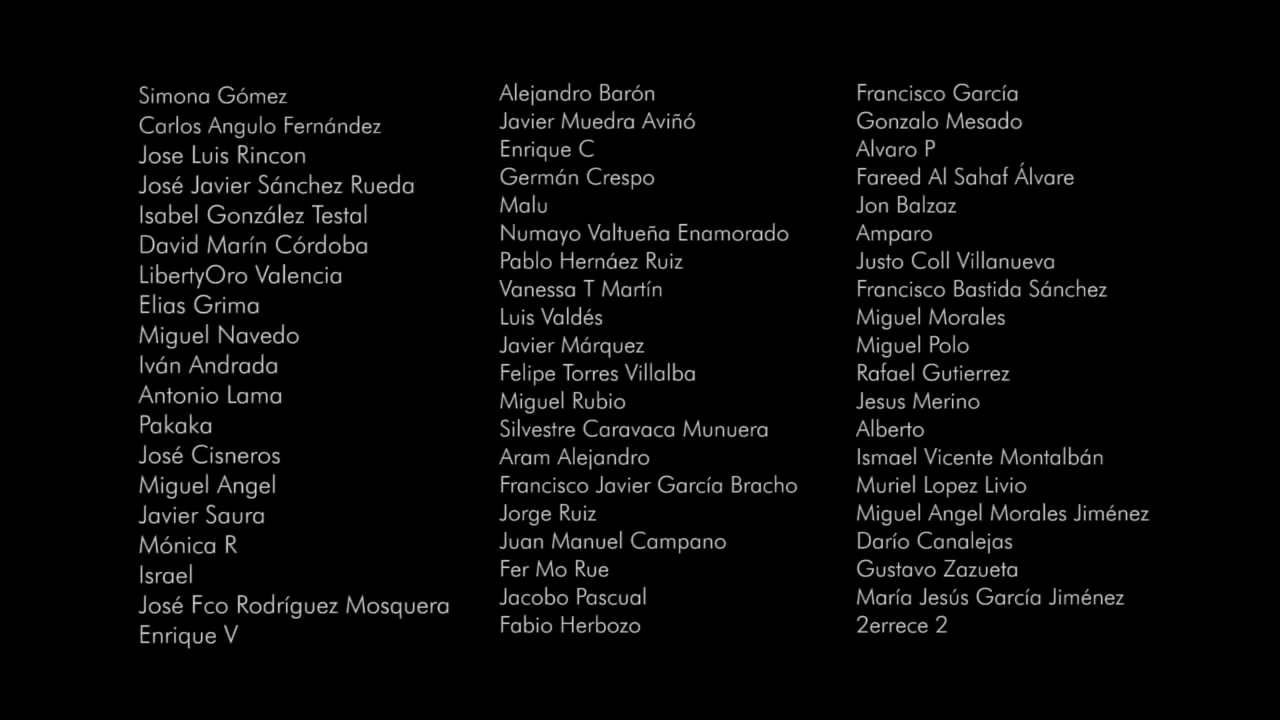 Simona Gómez
Carlos Angulo Fernández
Jose Luis Rincon
José Javier Sánchez Rueda
Isabel González Testal
David Marín Córdoba
LibertyOro Valencia
Elias Grima
Miguel Navedo
Iván Andrada
Antonio Lama
Pakaka
José Cisneros
Miguel Angel
Javier Saura
Mónica R
Israel
José Fco Rodríguez Mosquera
Enrique V
Alejandro Barón
Javier Muedra Aviñó
Enrique C
Germán Crespo
Malu
Numayo Valtueña Enamorado
Pablo Hernáez Ruiz
Vanessa T Martín
Luis Valdés
Javier Márquez
Felipe Torres Villalba
Miguel Rubio
Silvestre Caravaca Munuera
Aram Alejandro
Francisco Javier García Bracho
Jorge Ruiz
Juan Manuel Campano
Fer Mo Rue
Jacobo Pascual
Fabio Herbozo
Francisco García
Gonzalo Mesado
Alvaro P
Fareed Al Sahaf Álvare
Jon Balzaz
Amparo
Justo Coll Villanueva
Francisco Bastida Sánchez
Miguel Morales
Miguel Polo
Rafael Gutierrez
Jesus Merino
Alberto
Ismael Vicente Montalbán
Muriel Lopez Livio
Miguel Angel Morales Jiménez
Darío Canalejas
Gustavo Zazueta
María Jesús García Jiménez
2errece 2